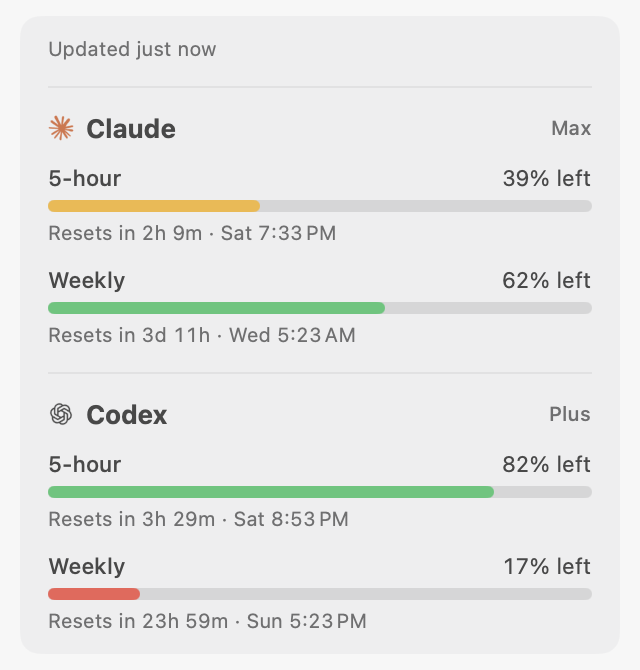 Updated just now
Claude
Max
5-hour
39% left
Resets in 2h 9m · Sat 7:33 PM
Weekly
62% left
Resets in 3d 11h · Wed 5:23 AM
Codex
Plus
5-hour
82% left
Resets in 3h 29m · Sat 8:53 PM
Weekly
17% left
Resets in 23h 59m · Sun 5:23 PM